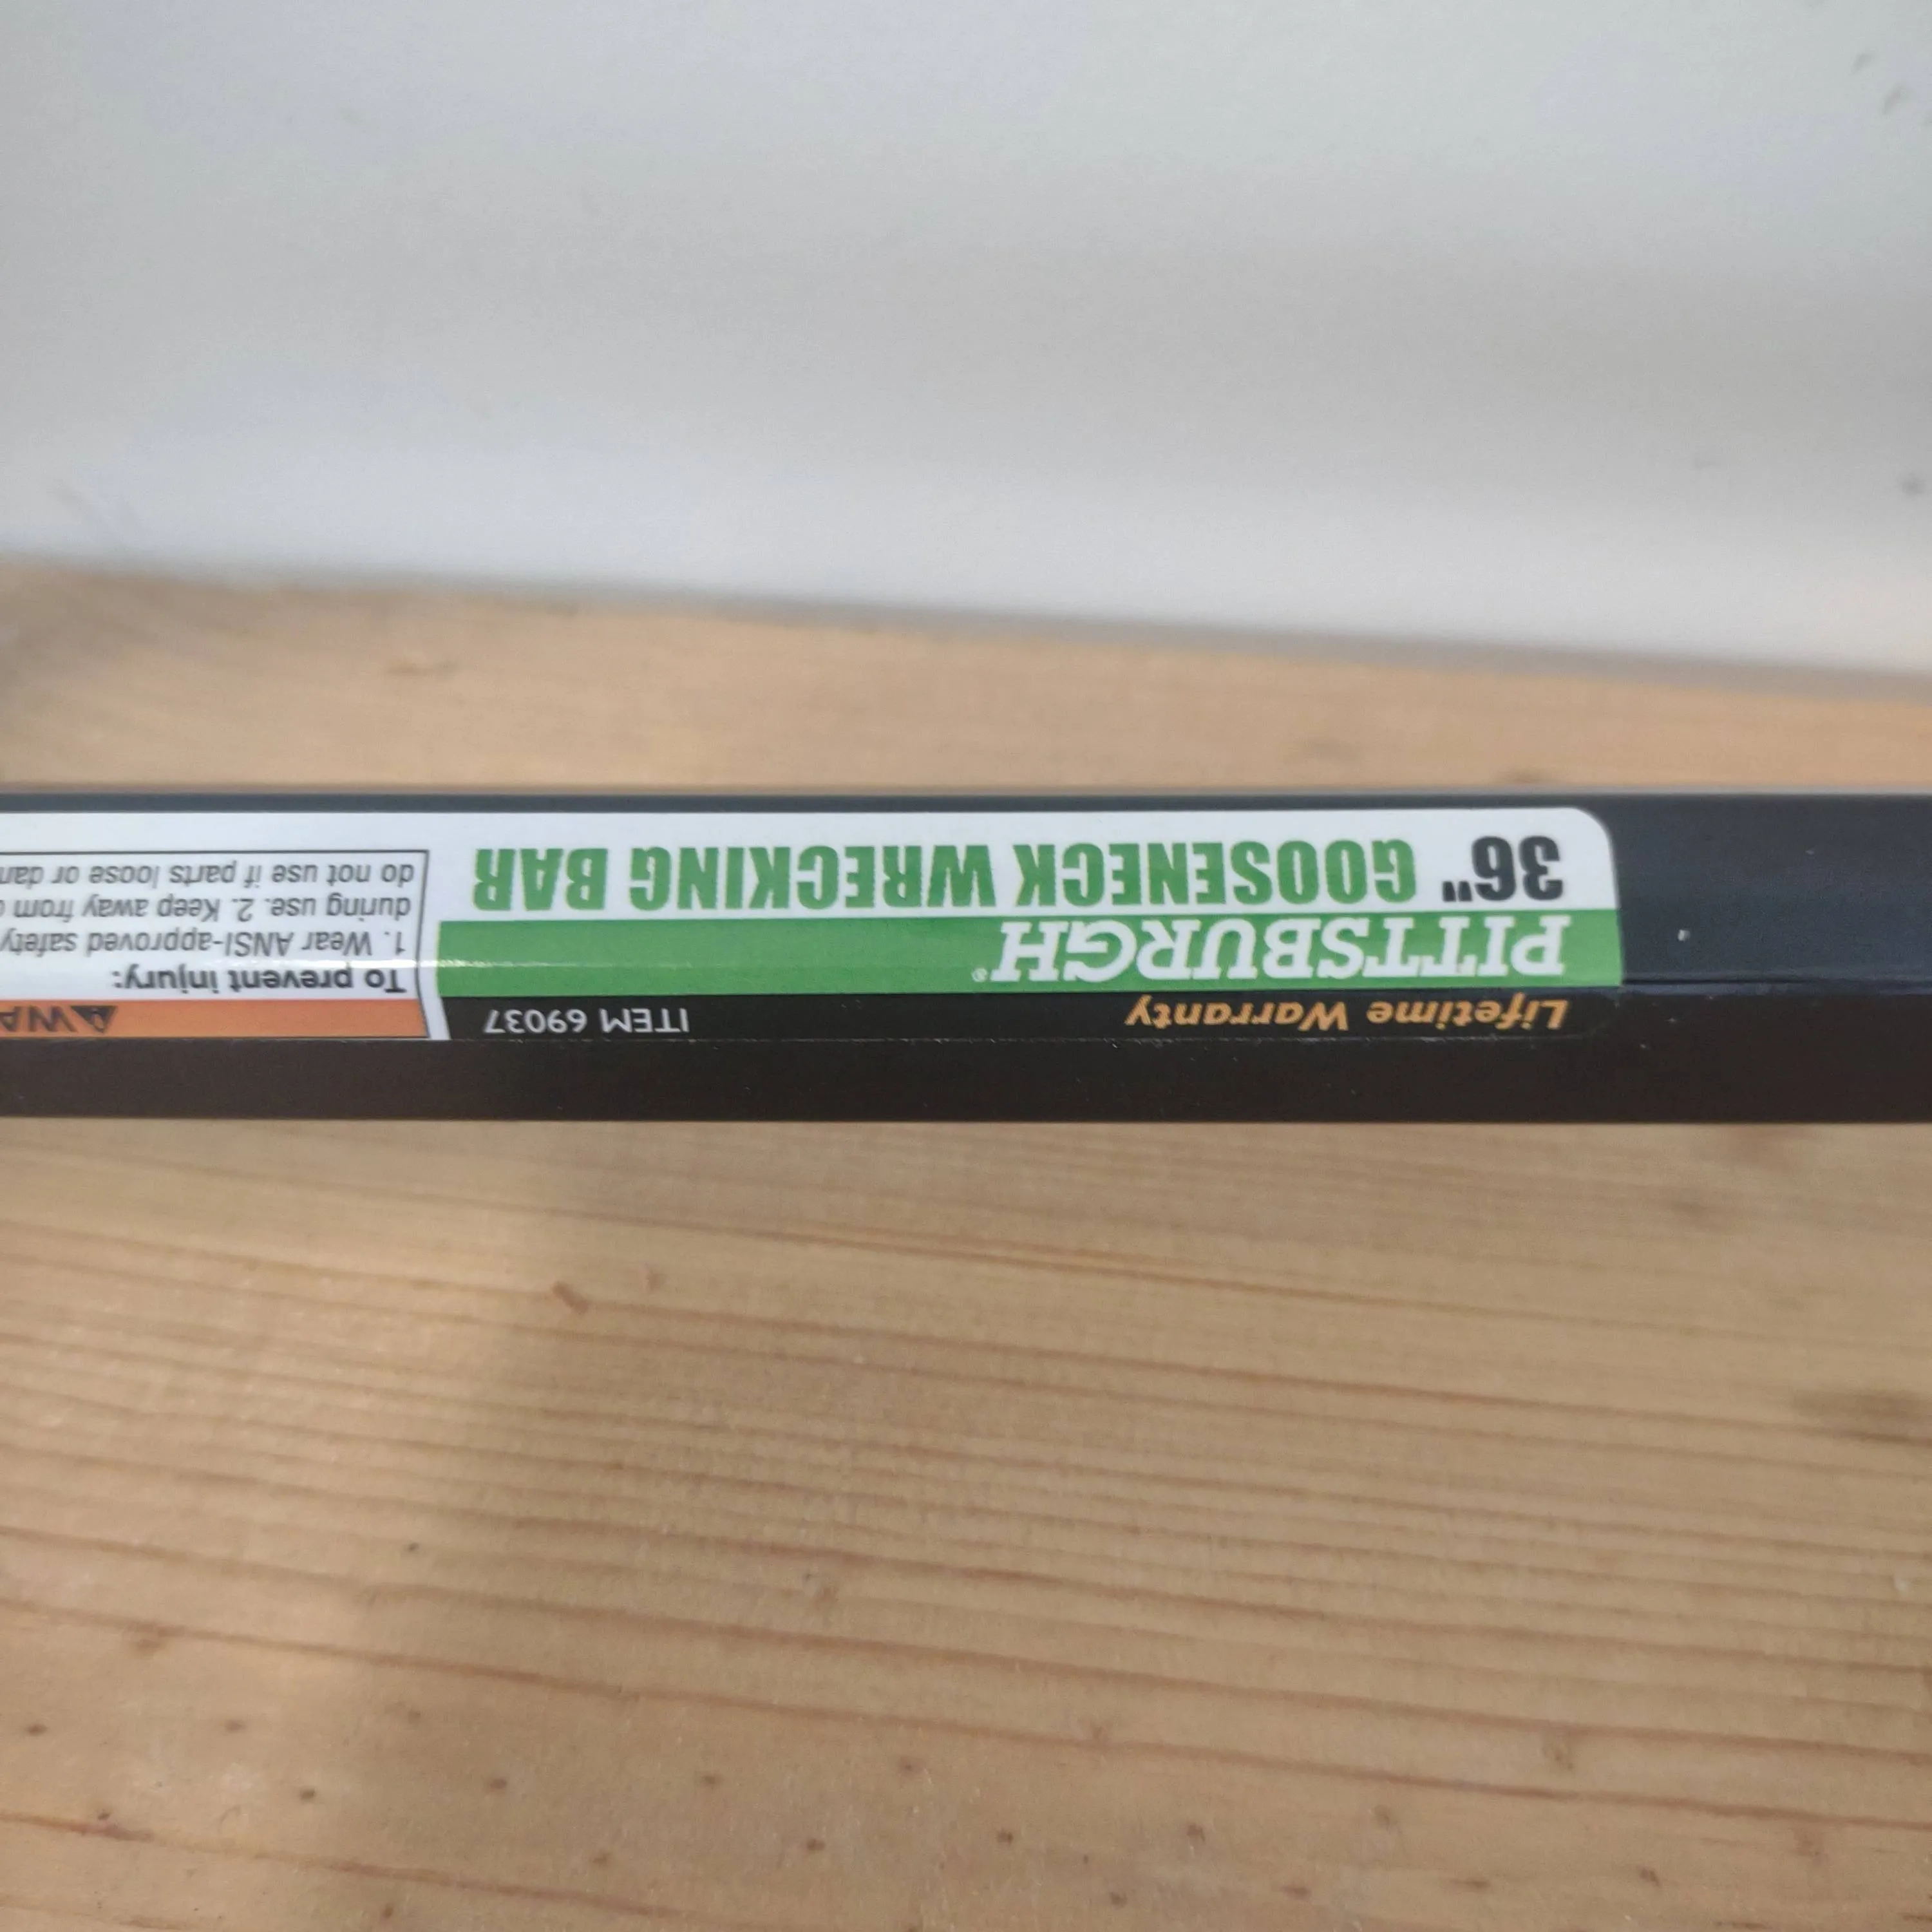 Lifetime Warranty
ITEM 69037
PITTSBURGH®
36" GOOSENECK WRECKING BAR
To prevent injury:
1. Wear ANSI-approved safety
during use. 2. Keep away from
do not use if parts loose or